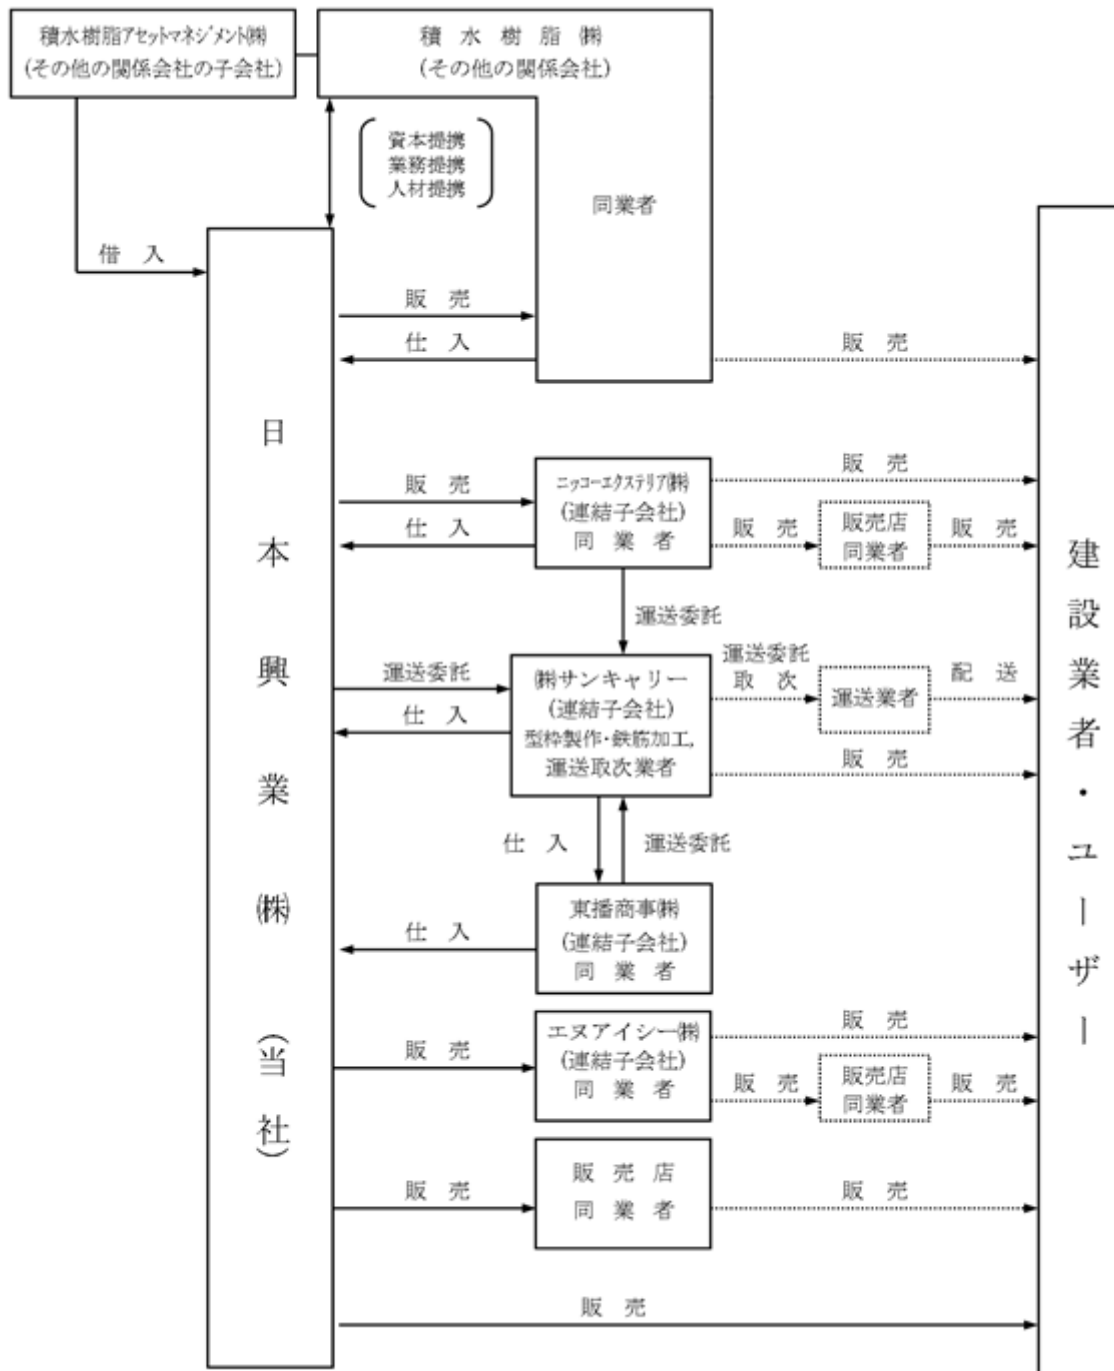 積水樹脂アセットマネジメント㈱
(その他の関係会社の子会社)
積水樹脂㈱
(その他の関係会社)
資本提携
業務提携
人材提携
同業者
借入
販売
仕入
販売
日本興業㈱(当社)
建設業者・ユーザー
販売
仕入
ニッコーエクステリア㈱
(連結子会社)
同業者
販売
販売
販売店
同業者
販売
運送委託
運送委託
仕入
㈱サンキャリー
(連結子会社)
型枠製作・鉄筋加工,
運送取次業者
運送委託
取次
運送業者
配送
販売
仕入
運送委託
仕入
東播商事㈱
(連結子会社)
同業者
販売
エヌアイシー㈱
(連結子会社)
同業者
販売
販売
販売店
同業者
販売
販売
販売店
同業者
販売
販売